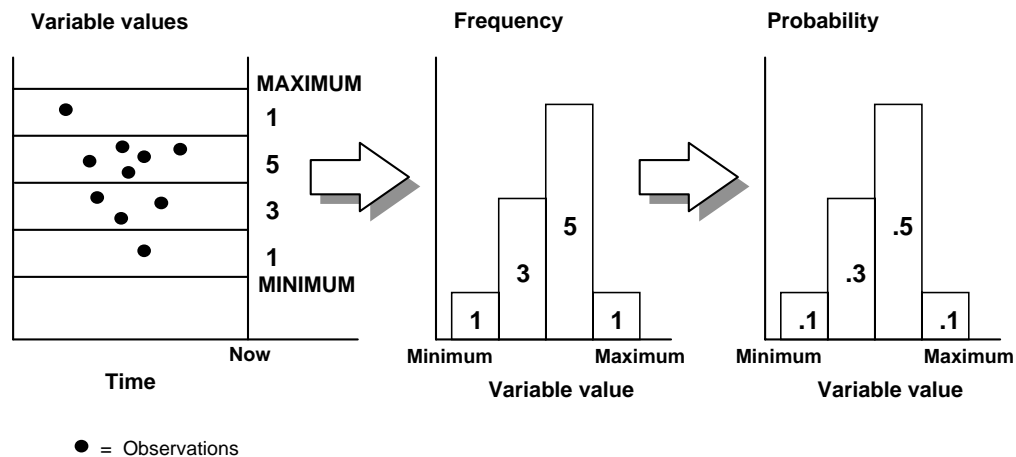 Variable values
MAXIMUM
1
5
3
1
MINIMUM
Now
Time
Frequency
1
3
5
1
Minimum Maximum
Variable value
Probability
.1
.3
.5
.1
Minimum Maximum
Variable value
= Observations